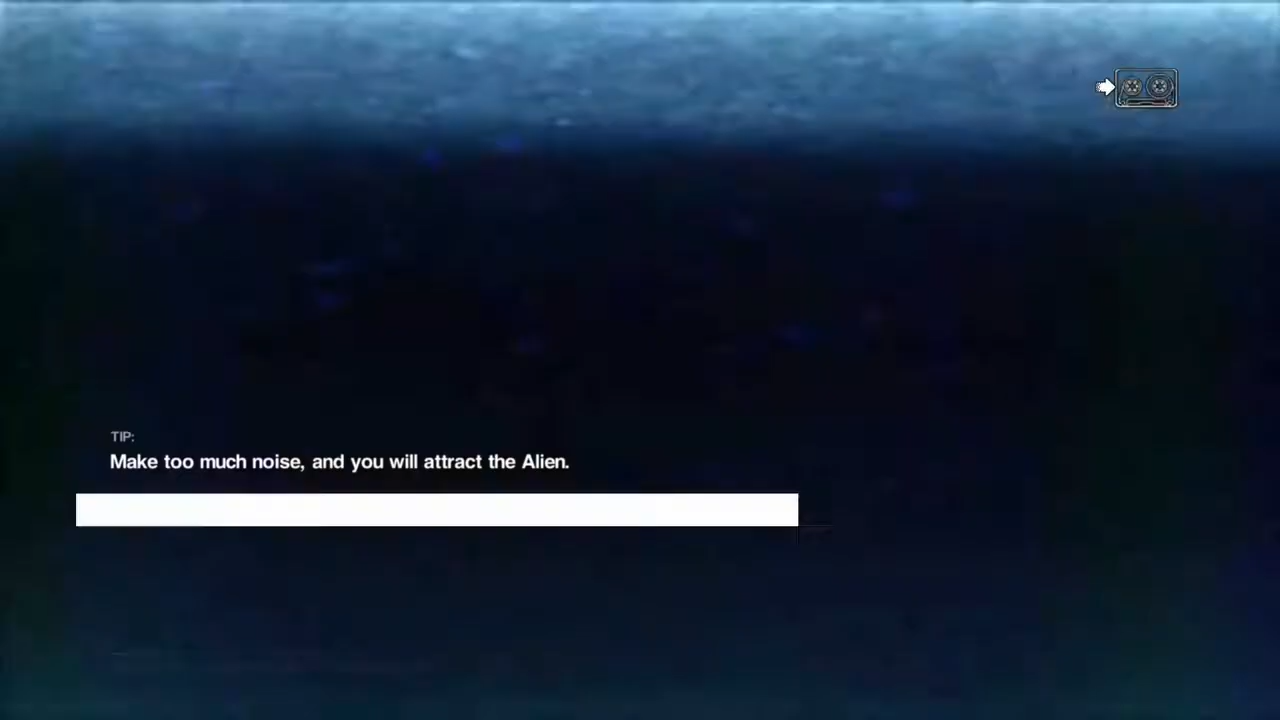 TIP:
Make too much noise, and you will attract the Alien.